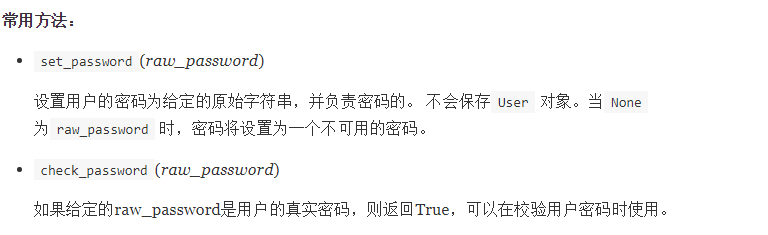 常用方法：
set_password(raw_password)
设置用户的密码为给定的原始字符串，并负责密码的。 不会保存 User 对象。当 None
为 raw_password 时，密码将设置为一个不可用的密码。
check_password(raw_password)
如果给定的raw_password是用户的真实密码，则返回True，可以在校验用户密码时使用。